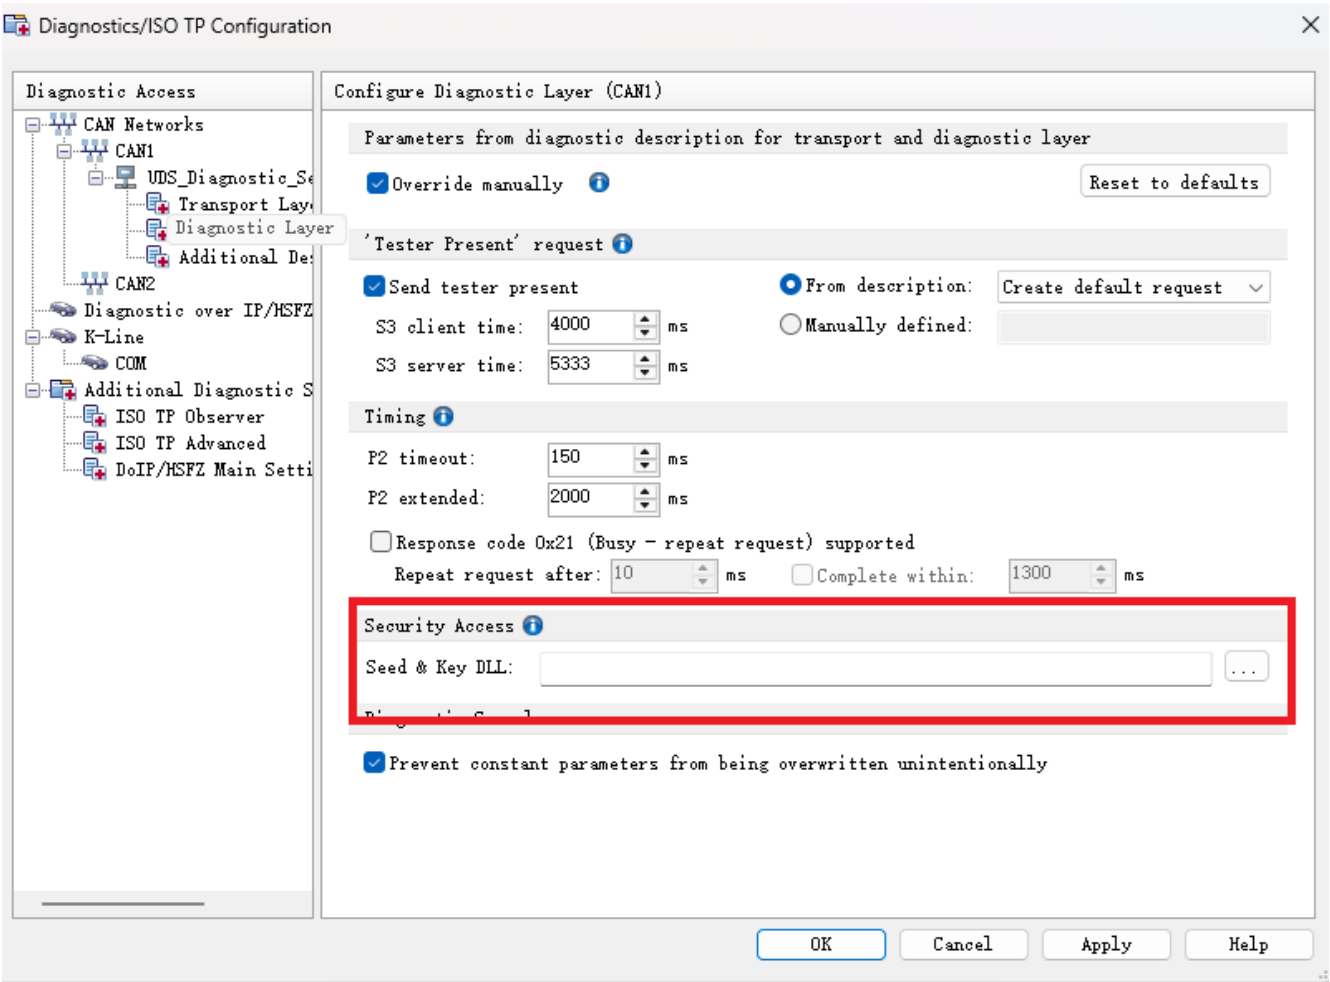 Diagnostics/ISO TP Configuration
Diagnostic Access
CAN Networks
CAN1
UDS_Diagnostic_Se
Transport Lay
Diagnostic Layer
Additional De
CAN2
Diagnostic over IP/HSFZ
K-Line
COM
Additional Diagnostic S
ISO TP Observer
ISO TP Advanced
DoIP/HSFZ Main Setti
Configure Diagnostic Layer (CAN1)
Parameters from diagnostic description for transport and diagnostic layer
Override manually
Reset to defaults
'Tester Present' request
Send tester present
From description: Create default request
S3 client time: 4000 ms
Manually defined:
S3 server time: 5333 ms
Timing
P2 timeout: 150 ms
P2 extended: 2000 ms
Response code 0x21 (Busy - repeat request) supported
Repeat request after: 10 ms Complete within: 1300 ms
Security Access
Seed & Key DLL: ...
Prevent constant parameters from being overwritten unintentionally
OK Cancel Apply Help